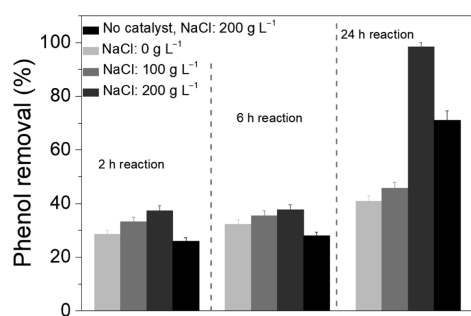 No catalyst, NaCl: 200 g L⁻¹
NaCl: 0 g L⁻¹
NaCl: 100 g L⁻¹
NaCl: 200 g L⁻¹
24 h reaction
6 h reaction
2 h reaction
Phenol removal (%)
100
80
60
40
20
0